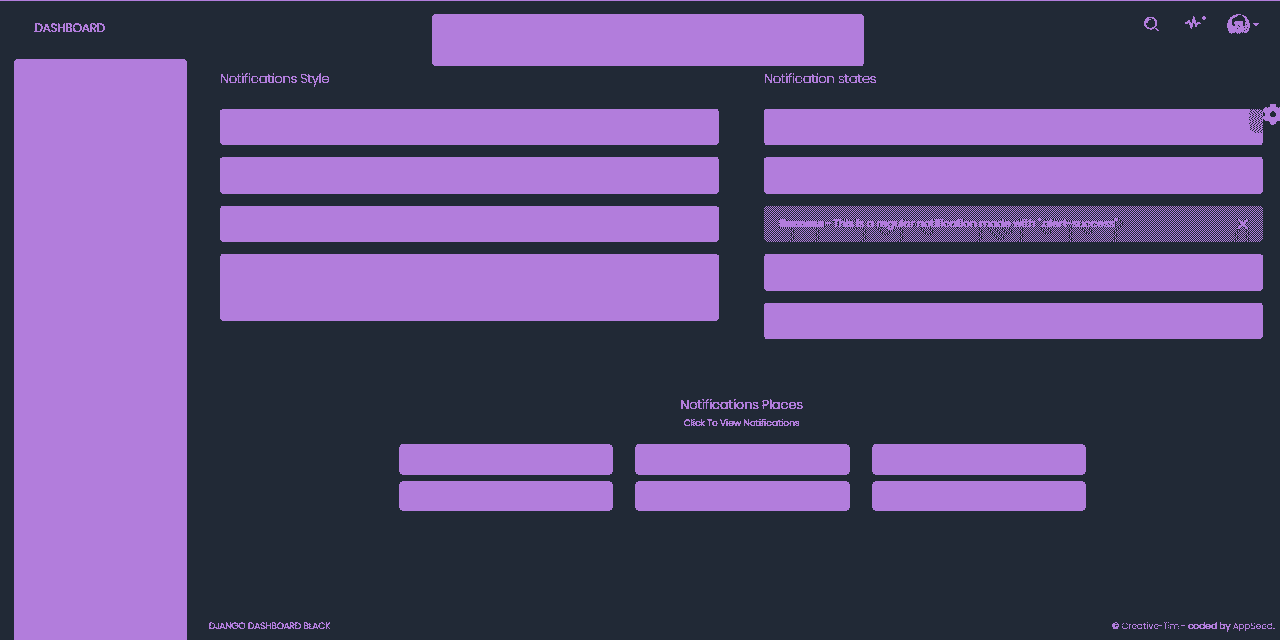 DASHBOARD
Notifications Style
Notification states
Success - This is a regular notification made with ".alert-success"
Notifications Places
Click To View Notifications
DJANGO DASHBOARD BLACK
© Creative-Tim - coded by AppSeed.